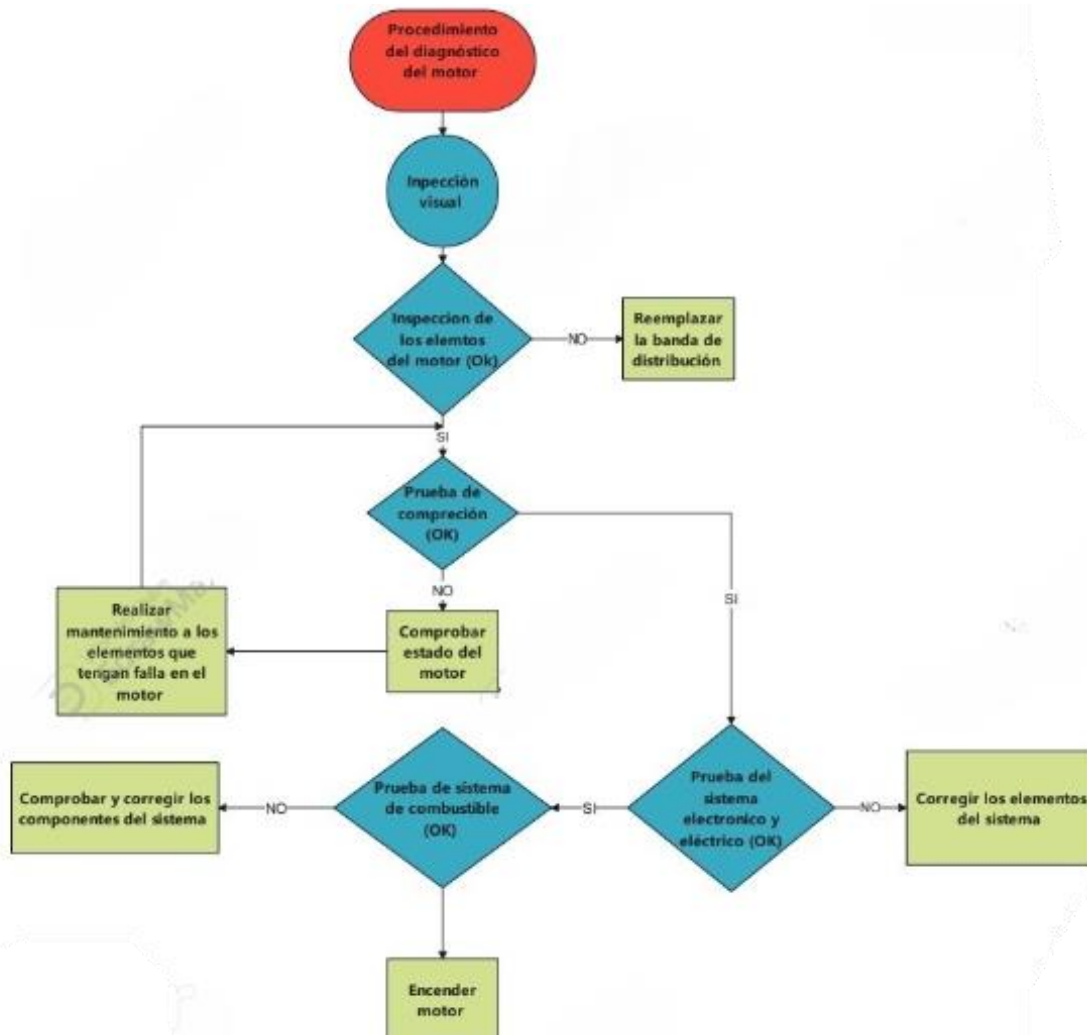 Procedimiento
del diagnóstico
del motor
Inpección
visual
Inspeccion de
los elemtos
del motor (Ok)
NO
Reemplazar
la banda de
distribución
SI
Prueba de
compreción
(OK)
NO
SI
Realizar
mantenimiento a los
elementos que
tengan falla en el
motor
Comprobar
estado del
motor
Comprobar y corregir los
componentes del sistema
NO
Prueba de sistema
de combustible
(OK)
SI
Prueba del
sistema
electronico y
eléctrico (OK)
NO
Corregir los elementos
del sistema
Encender
motor